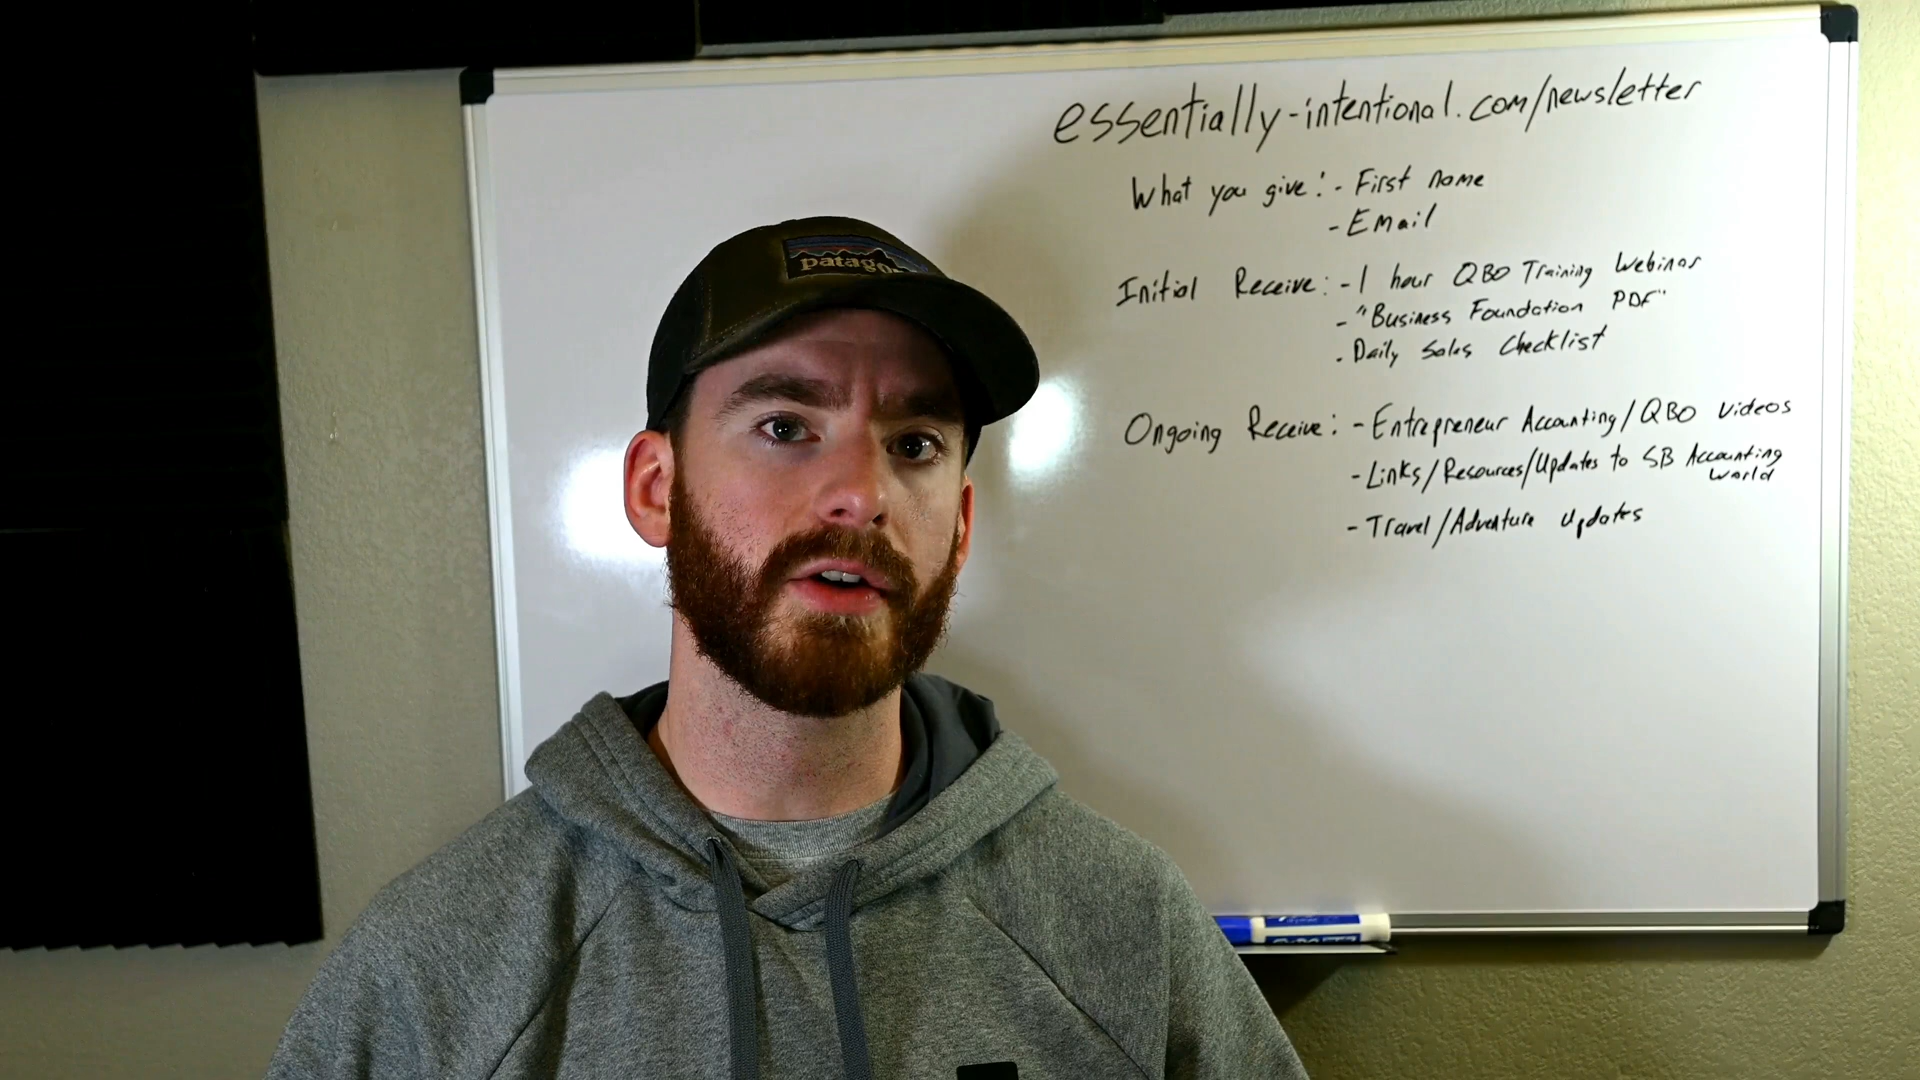 essentially-intentional.com/newsletter
What you give: - First name
- Email
Initial Receive: - 1 hour QBO Training Webinar
- "Business Foundation PDF"
- Daily Sales Checklist
Ongoing Receive: - Entrepreneur Accounting/QBO Videos
- Links/Resources/Updates to SB Accounting
World
- Travel/Adventure Updates
patago